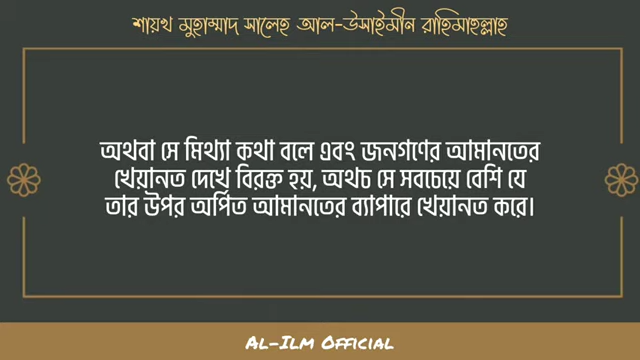 শায়খ মুহাম্মাদ সালেহ আল-উসাইমীন রাহিমাহুল্লাহ
অথবা সে মিথ্যা কথা বলে এবং জনগণের আমানতের
খেয়ানত দেখে বিরক্ত হয়, অথচ সে সবচেয়ে বেশি যে
তার উপর অর্পিত আমানতের ব্যাপারে খেয়ানত করে।
AL-ILM OFFICIAL